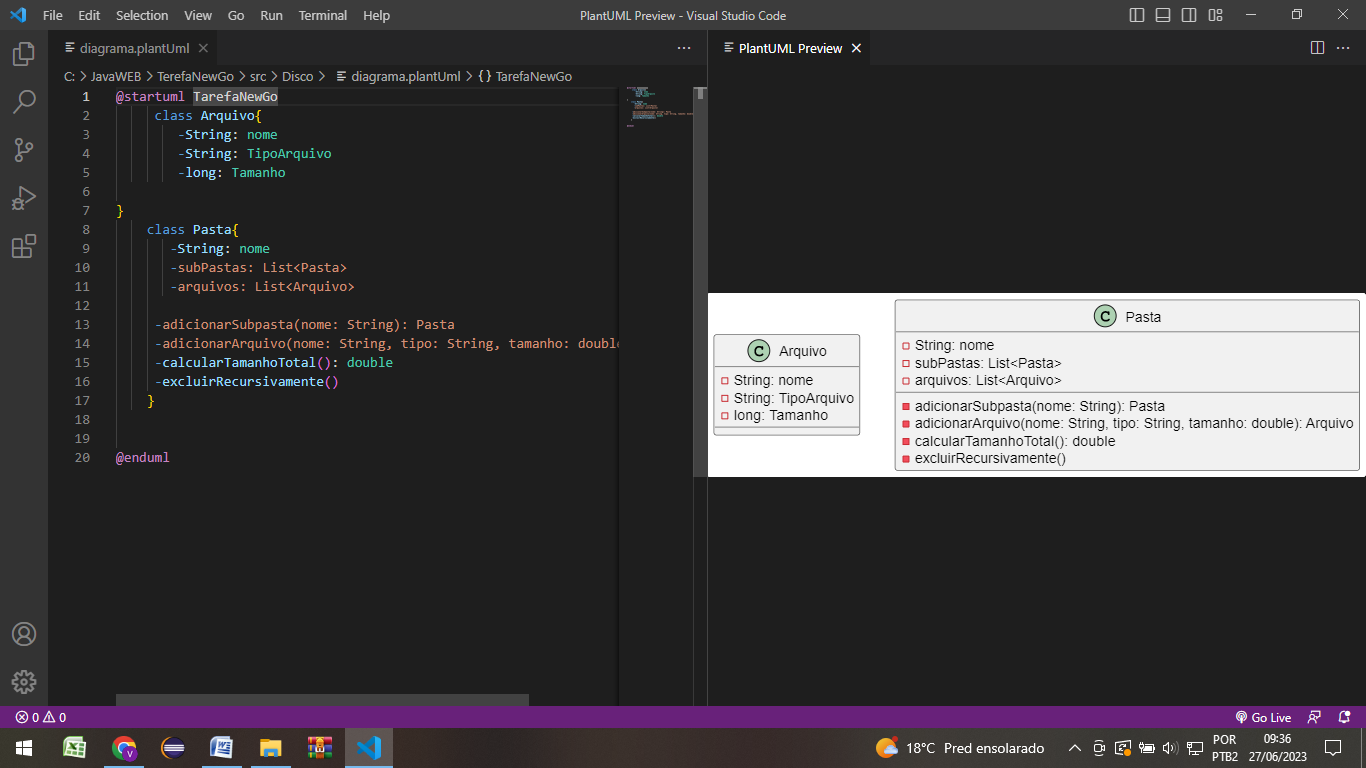 File Edit Selection View Go Run Terminal Help
PlantUML Preview - Visual Studio Code
diagrama.plantUml
C: > JavaWEB > TerefaNewGo > src > Disco > diagrama.plantUml > {} TarefaNewGo
1 @startuml TarefaNewGo
2 class Arquivo{
3 -String: nome
4 -String: TipoArquivo
5 -long: Tamanho
6
7 }
8 class Pasta{
9 -String: nome
10 -subPastas: List<Pasta>
11 -arquivos: List<Arquivo>
12
13 -adicionarSubpasta(nome: String): Pasta
14 -adicionarArquivo(nome: String, tipo: String, tamanho: double
15 -calcularTamanhoTotal(): double
16 -excluirRecursivamente()
17 }
18
19
20 @enduml
PlantUML Preview
C Arquivo
String: nome
String: TipoArquivo
long: Tamanho
C Pasta
String: nome
subPastas: List<Pasta>
arquivos: List<Arquivo>
adicionarSubpasta(nome: String): Pasta
adicionarArquivo(nome: String, tipo: String, tamanho: double): Arquivo
calcularTamanhoTotal(): double
excluirRecursivamente()
0 0
Go Live
V
W
18°C Pred ensolarado
POR
PTB2
09:36
27/06/2023